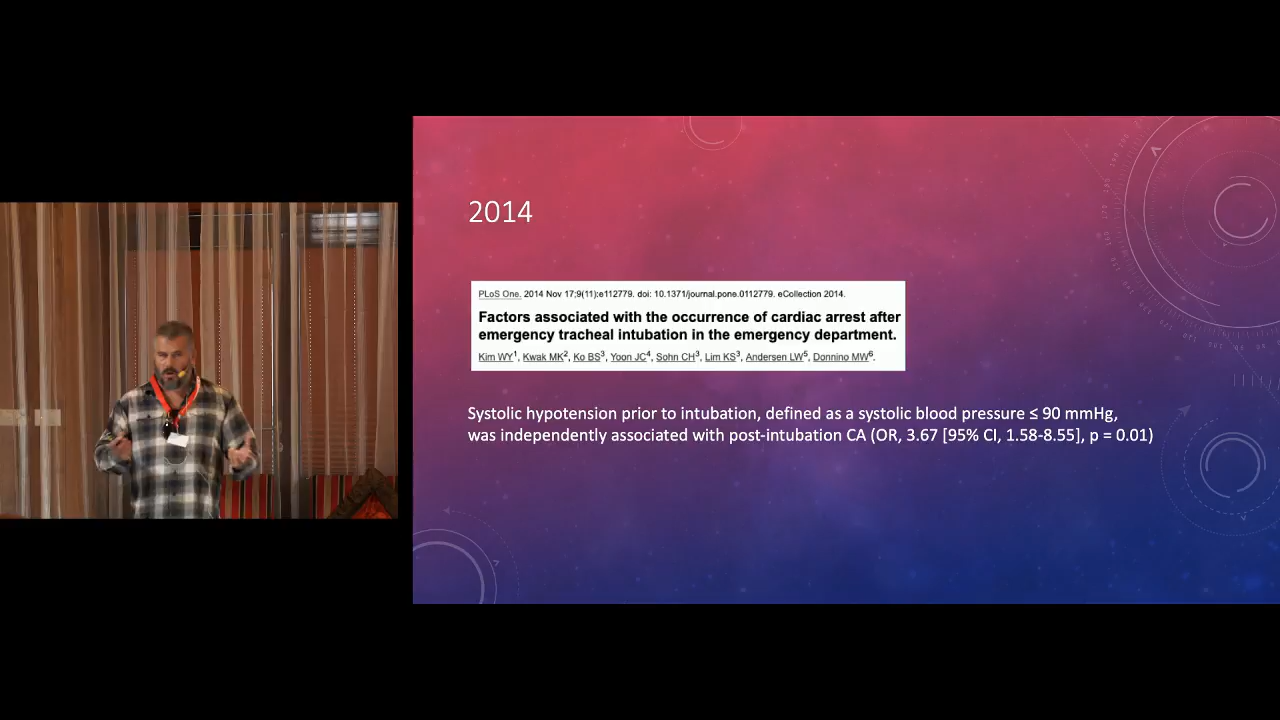 2014
PLoS One. 2014 Nov 17;9(11):e112779. doi: 10.1371/journal.pone.0112779. eCollection 2014.
Factors associated with the occurrence of cardiac arrest after
emergency tracheal intubation in the emergency department.
Kim WY1, Kwak MK2, Ko BS3, Yoon JC4, Sohn CH3, Lim KS3, Andersen LW5, Donnino MW6.
Systolic hypotension prior to intubation, defined as a systolic blood pressure ≤ 90 mmHg,
was independently associated with post-intubation CA (OR, 3.67 [95% CI, 1.58-8.55], p = 0.01)